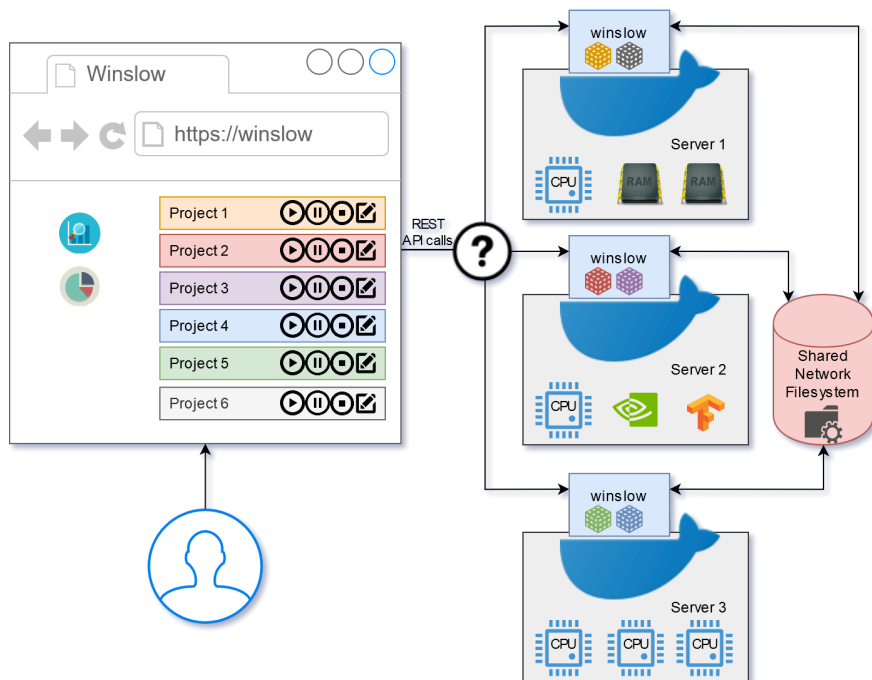 Winslow
https://winslow
Project 1
Project 2
Project 3
Project 4
Project 5
Project 6
REST
API calls
?
winslow
Server 1
CPU
RAM
RAM
winslow
Server 2
CPU
winslow
Server 3
CPU
CPU
CPU
Shared
Network
Filesystem